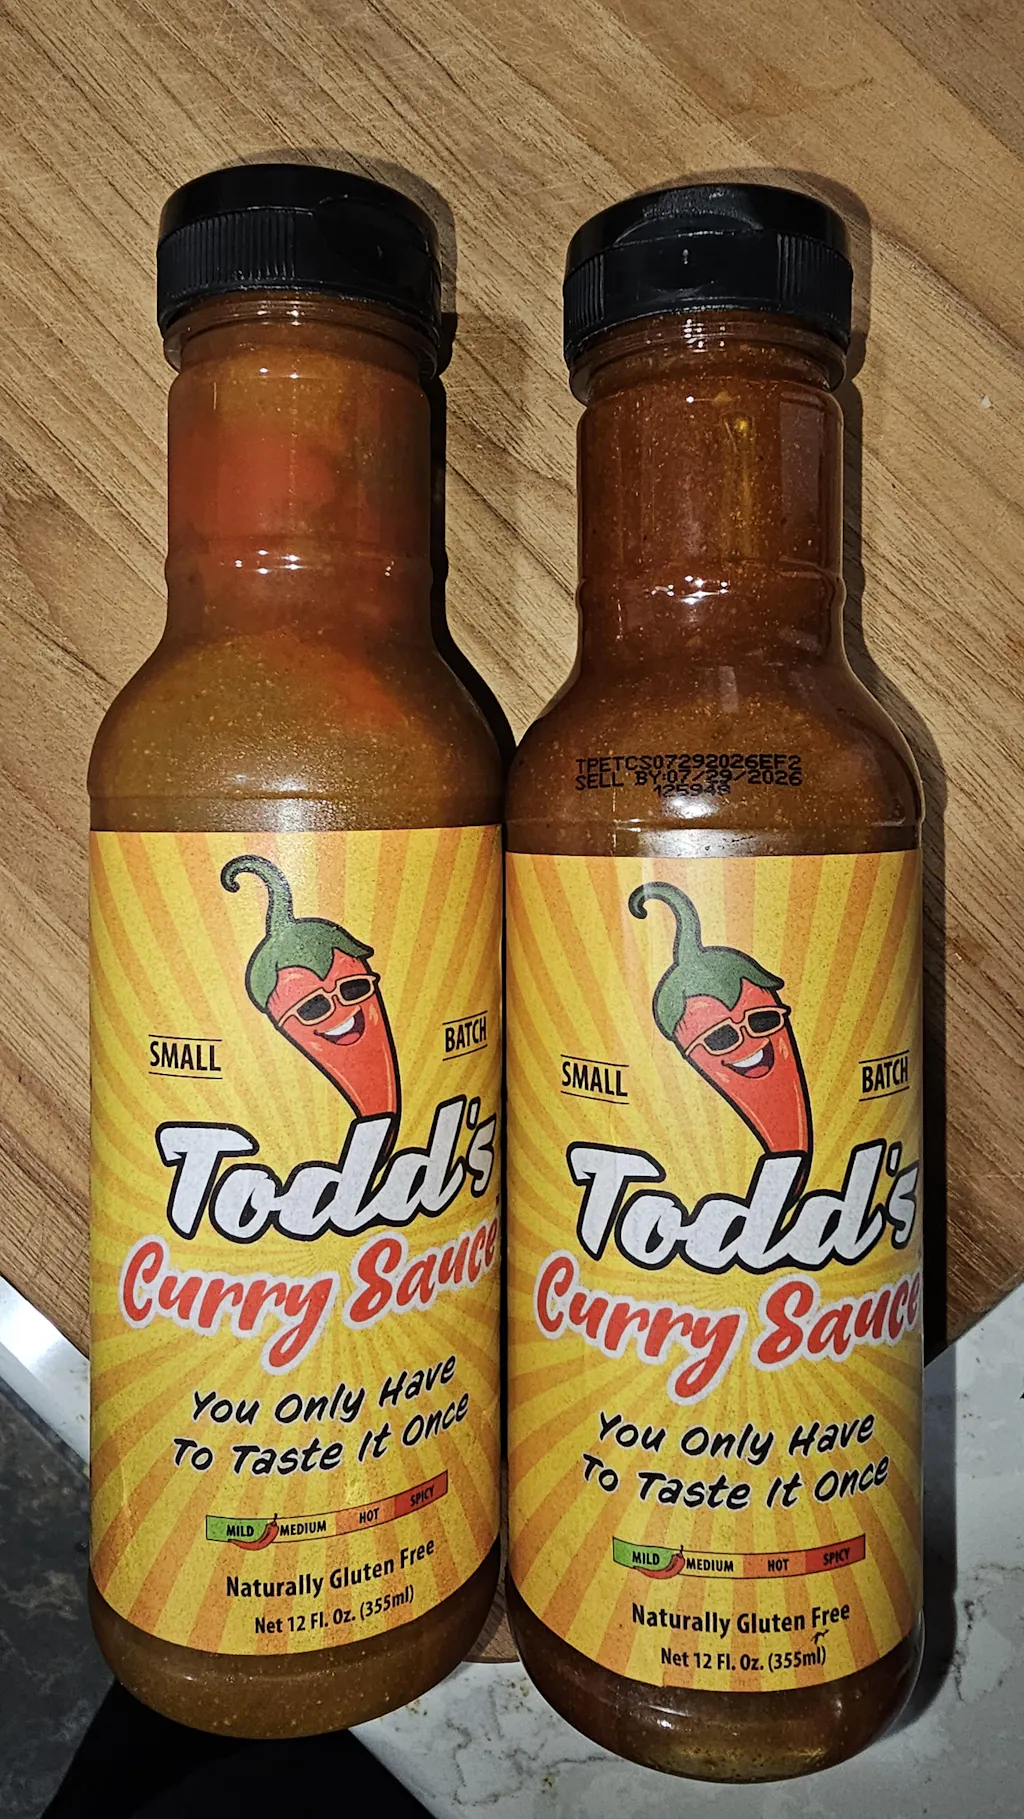 SMALL
BATCH
Todd's
Curry Sauce
You Only Have
To Taste It Once
MILD MEDIUM HOT SPICY
Naturally Gluten Free
Net 12 Fl. Oz. (355ml)
TPETCS07292026EF2
SELL BY:07/29/2026
125948
SMALL
BATCH
Todd's
Curry Sauce
You Only Have
To Taste It Once
MILD MEDIUM HOT SPICY
Naturally Gluten Free
Net 12 Fl. Oz. (355ml)